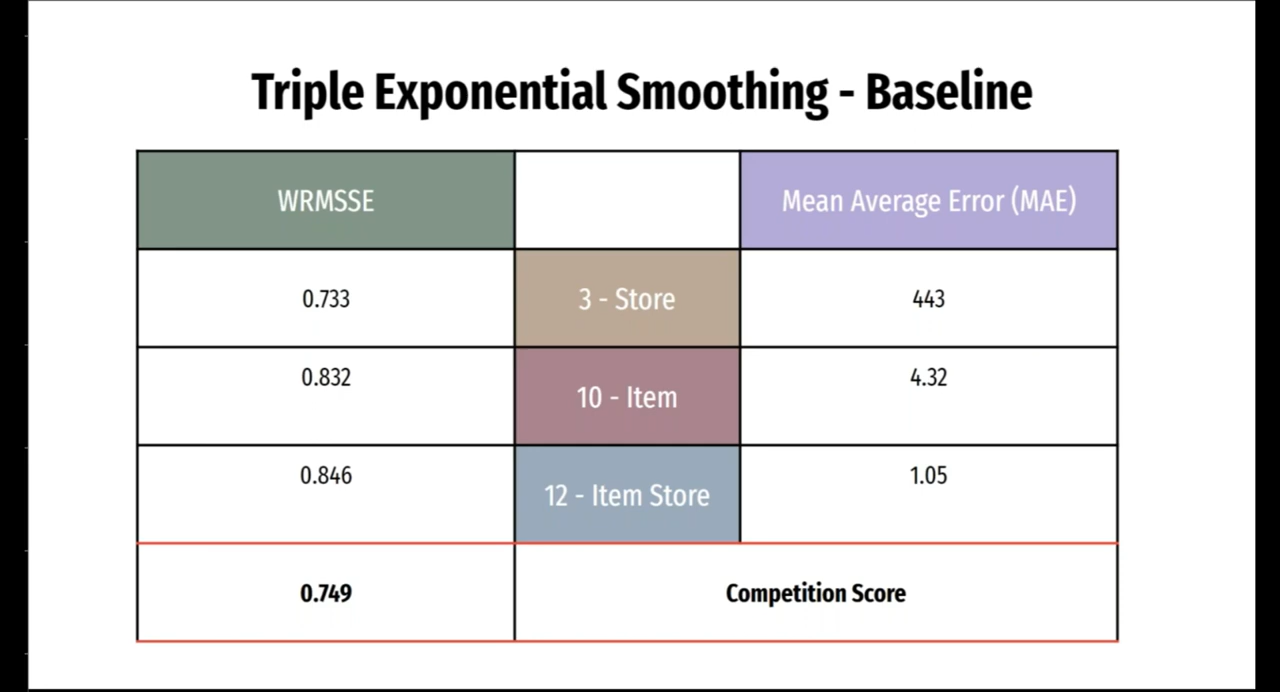 Triple Exponential Smoothing - Baseline
WRMSSE
Mean Average Error (MAE)
0.733
3 - Store
443
0.832
10 - Item
4.32
0.846
12 - Item Store
1.05
0.749
Competition Score